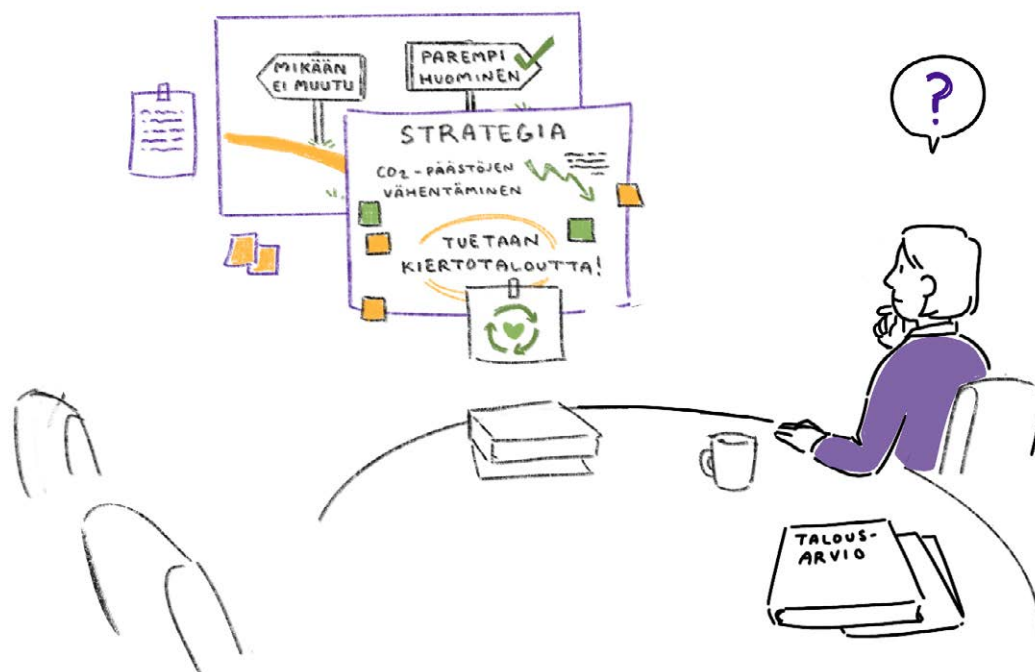 MIKÄÄN
EI MUUTU
PAREMPI
HUOMINEN
STRATEGIA
CO2-PÄÄSTÖJEN
VÄHENTÄMINEN
TUETAAN
KIERTOTALOUTTA!
?
TALOUS-
ARVIO